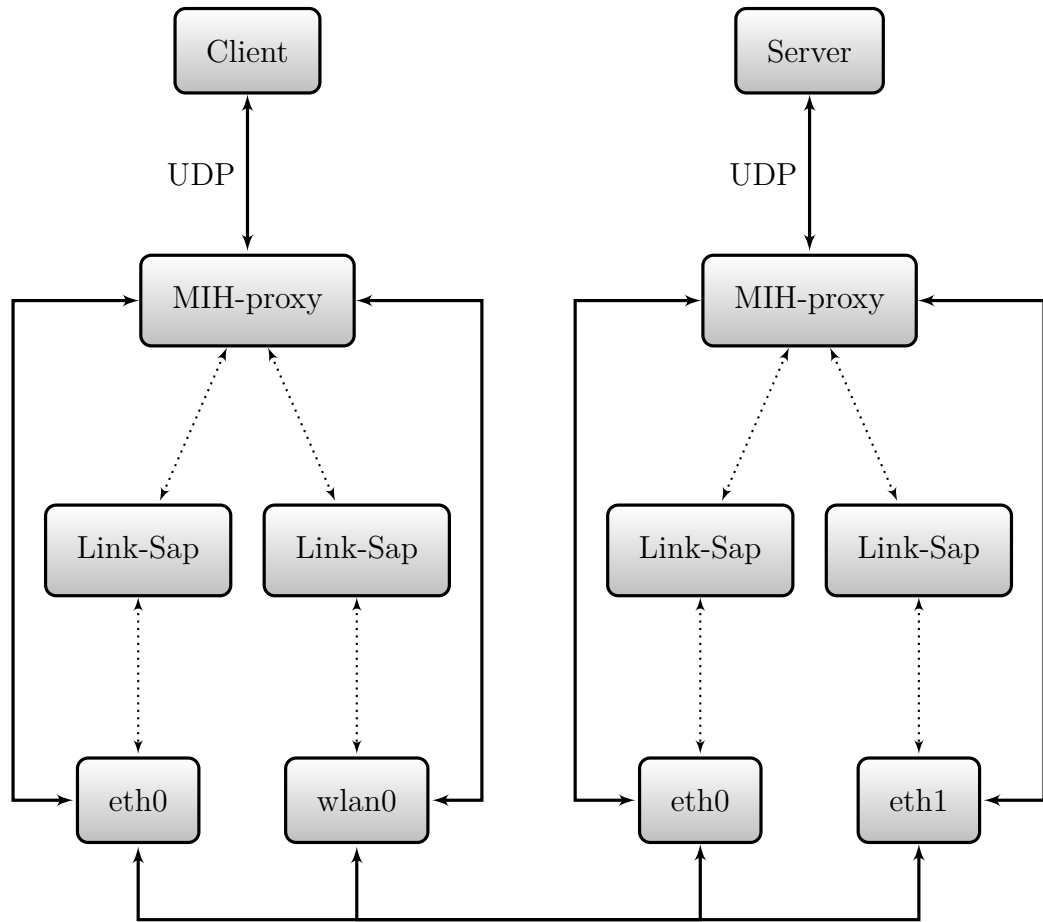 Client Server
UDP UDP
MIH-proxy MIH-proxy
Link-Sap Link-Sap Link-Sap Link-Sap
eth0 wlan0 eth0 eth1